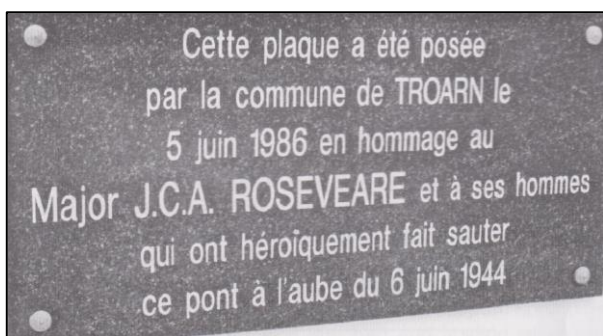 Cette plaque a été posée
par la commune de TROARN le
5 juin 1986 en hommage au
Major J.C.A. ROSEVEARE et à ses hommes
qui ont héroïquement fait sauter
ce pont à l'aube du 6 juin 1944